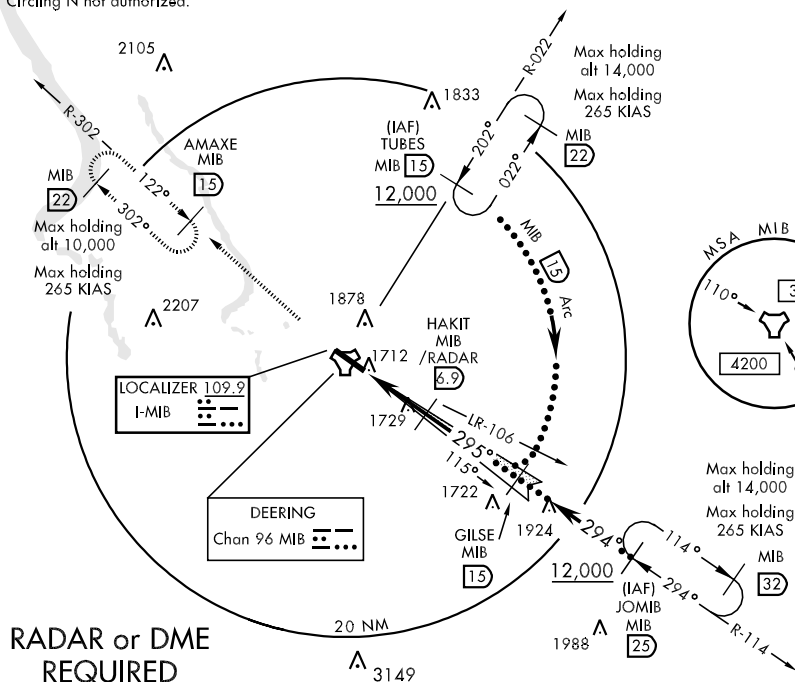 Circling N not authorized.
2105
1833
R-022
Max holding
alt 14,000
Max holding
265 KIAS
R-302
AMAXE
MIB
15
MIB
22
122°
302°
Max holding
alt 10,000
Max holding
265 KIAS
(IAF)
TUBES
MIB 15
12,000
202°
022°
MIB
22
MIB
15
Arc
MSA MIB
110°
4200
2207
1878
1712
HAKIT
MIB
/RADAR
6.9
LOCALIZER 109.9
I-MIB
1729
LR-106
295°
115°
1722
1924
DEERING
Chan 96 MIB
GILSE
MIB
15
294°
12,000
(IAF)
JOMIB
MIB
25
114°
294°
R-114
Max holding
alt 14,000
Max holding
265 KIAS
MIB
32
1988
20 NM
3149
RADAR or DME
REQUIRED